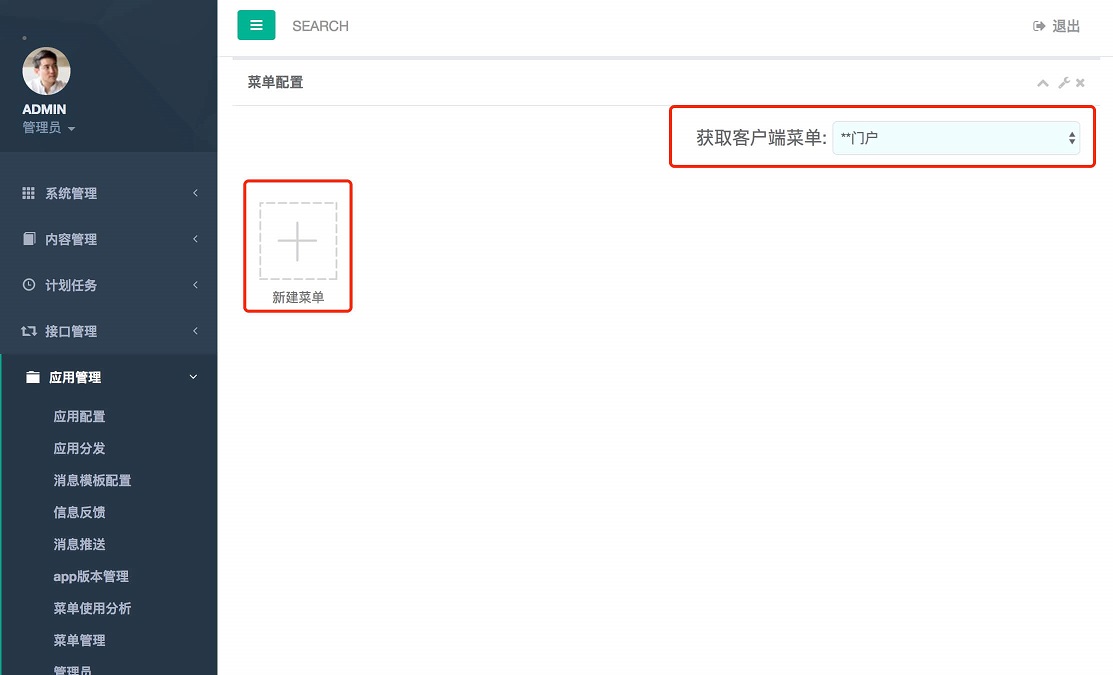 ADMIN
管理员
系统管理
内容管理
计划任务
接口管理
应用管理
应用配置
应用分发
消息模板配置
信息反馈
消息推送
app版本管理
菜单使用分析
菜单管理
管理员
SEARCH
退出
菜单配置
获取客户端菜单: **门户
新建菜单